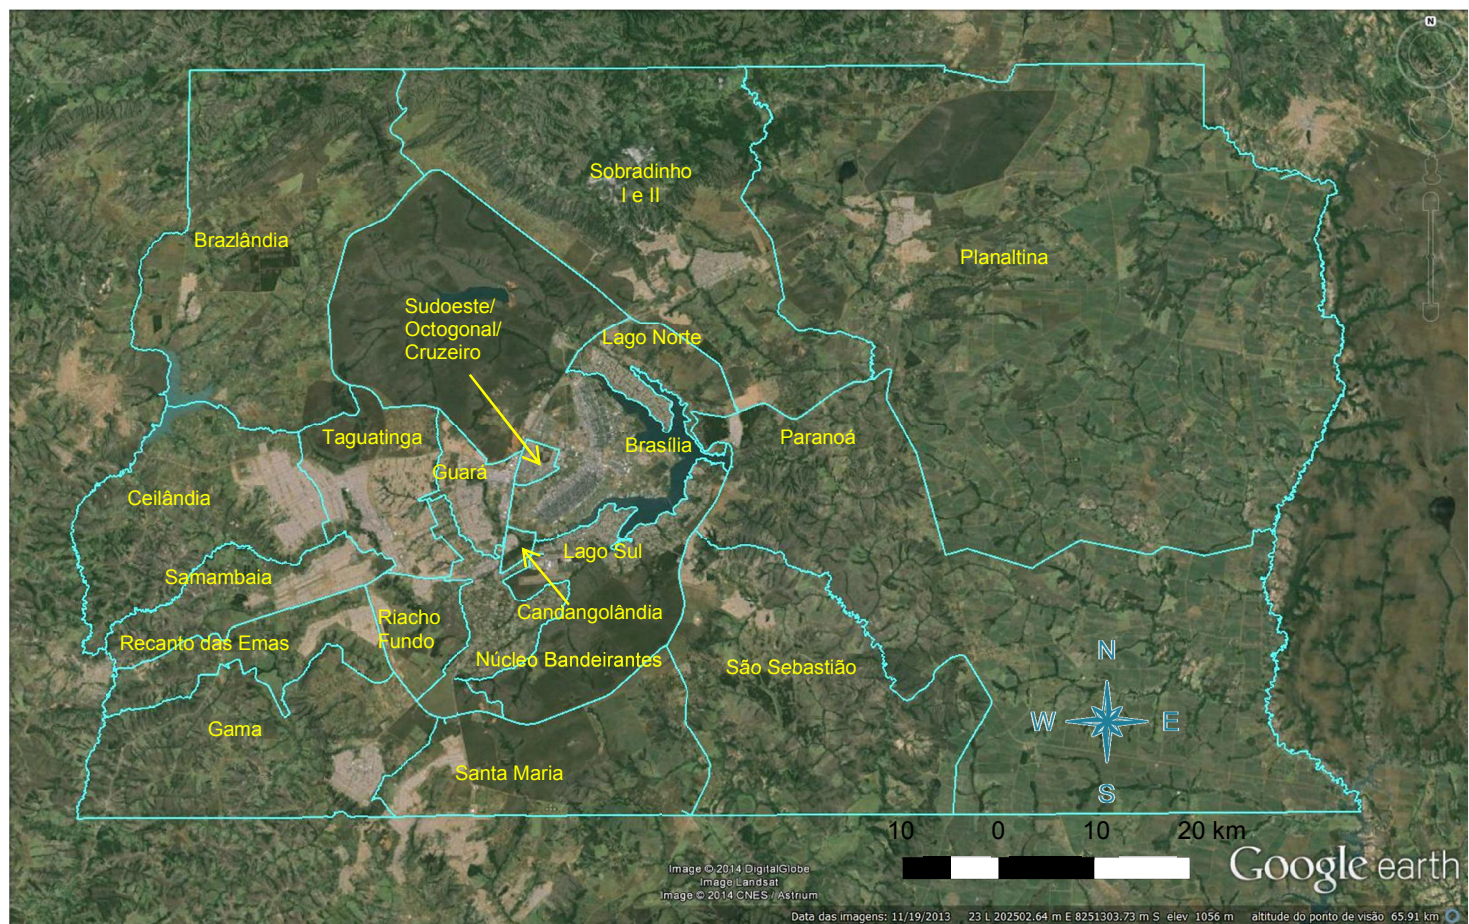 N
Sobradinho
I e II
Brazlândia
Planaltina
Sudoeste/
Octogonal/
Cruzeiro
Lago Norte
Taguatinga
Brasília
Paranoá
Guará
Ceilândia
Lago Sul
Samambaia
Candangolândia
Riacho
Fundo
Recanto das Emas
Núcleo Bandeirantes
São Sebastião
N
W E
S
Gama
Santa Maria
10 0 10 20 km
Google earth
Image © 2014 DigitalGlobe
Image Landsat
Image © 2014 CNES / Astrium
Data das imagens: 11/19/2013 23 L 202502.64 m E 8251303.73 m S elev 1056 m altitude do ponto de visão 65.91 km